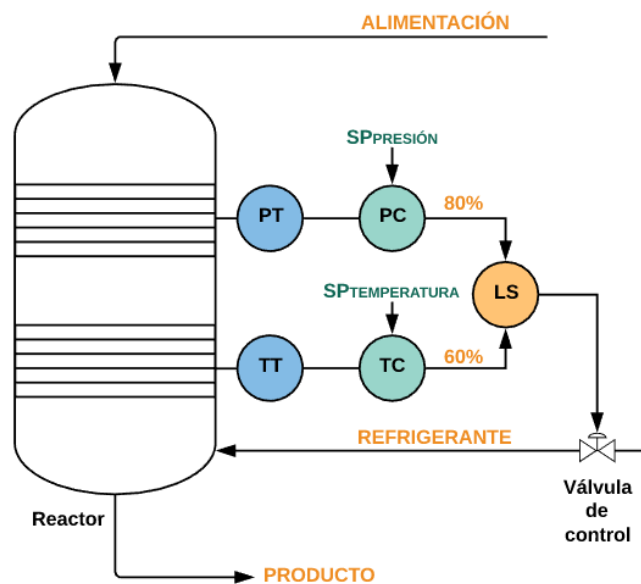 ALIMENTACIÓN
SPPRESIÓN
PT
PC
80%
LS
SPTEMPERATURA
TT
TC
60%
REFRIGERANTE
Válvula
de
control
Reactor
PRODUCTO